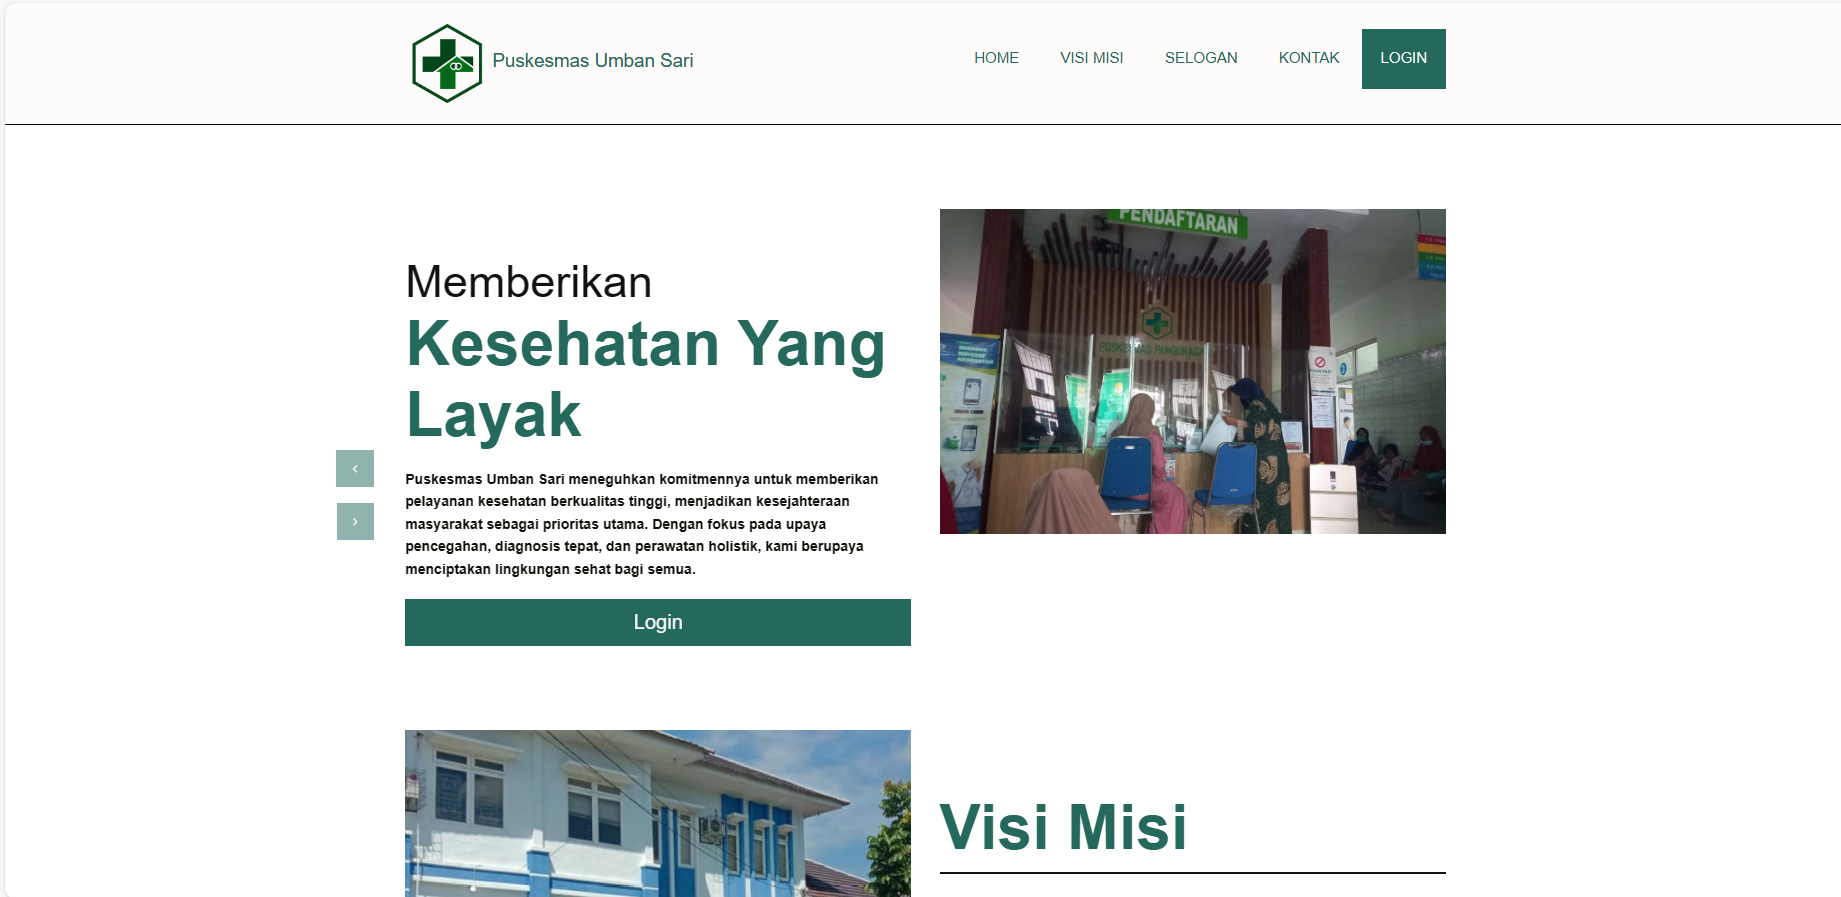 Puskesmas Umban Sari
HOME
VISI MISI
SELOGAN
KONTAK
LOGIN
Memberikan
Kesehatan Yang
Layak
Puskesmas Umban Sari meneguhkan komitmennya untuk memberikan
pelayanan kesehatan berkualitas tinggi, menjadikan kesejahteraan
masyarakat sebagai prioritas utama. Dengan fokus pada upaya
pencegahan, diagnosis tepat, dan perawatan holistik, kami berupaya
menciptakan lingkungan sehat bagi semua.
Login
PENDAFTARAN
PUSKESMAS PANGURAGA
Visi Misi